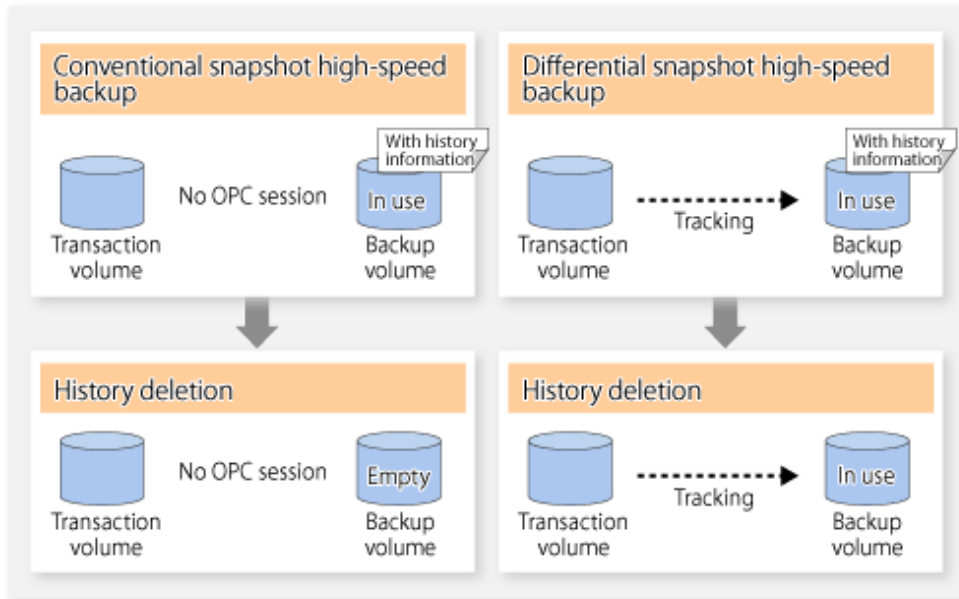 Conventional snapshot high-speed
backup
With history
information
Transaction
volume
No OPC session
In use
Backup
volume
Differential snapshot high-speed
backup
With history
information
Transaction
volume
Tracking
In use
Backup
volume
History deletion
Transaction
volume
No OPC session
Empty
Backup
volume
History deletion
Transaction
volume
Tracking
In use
Backup
volume